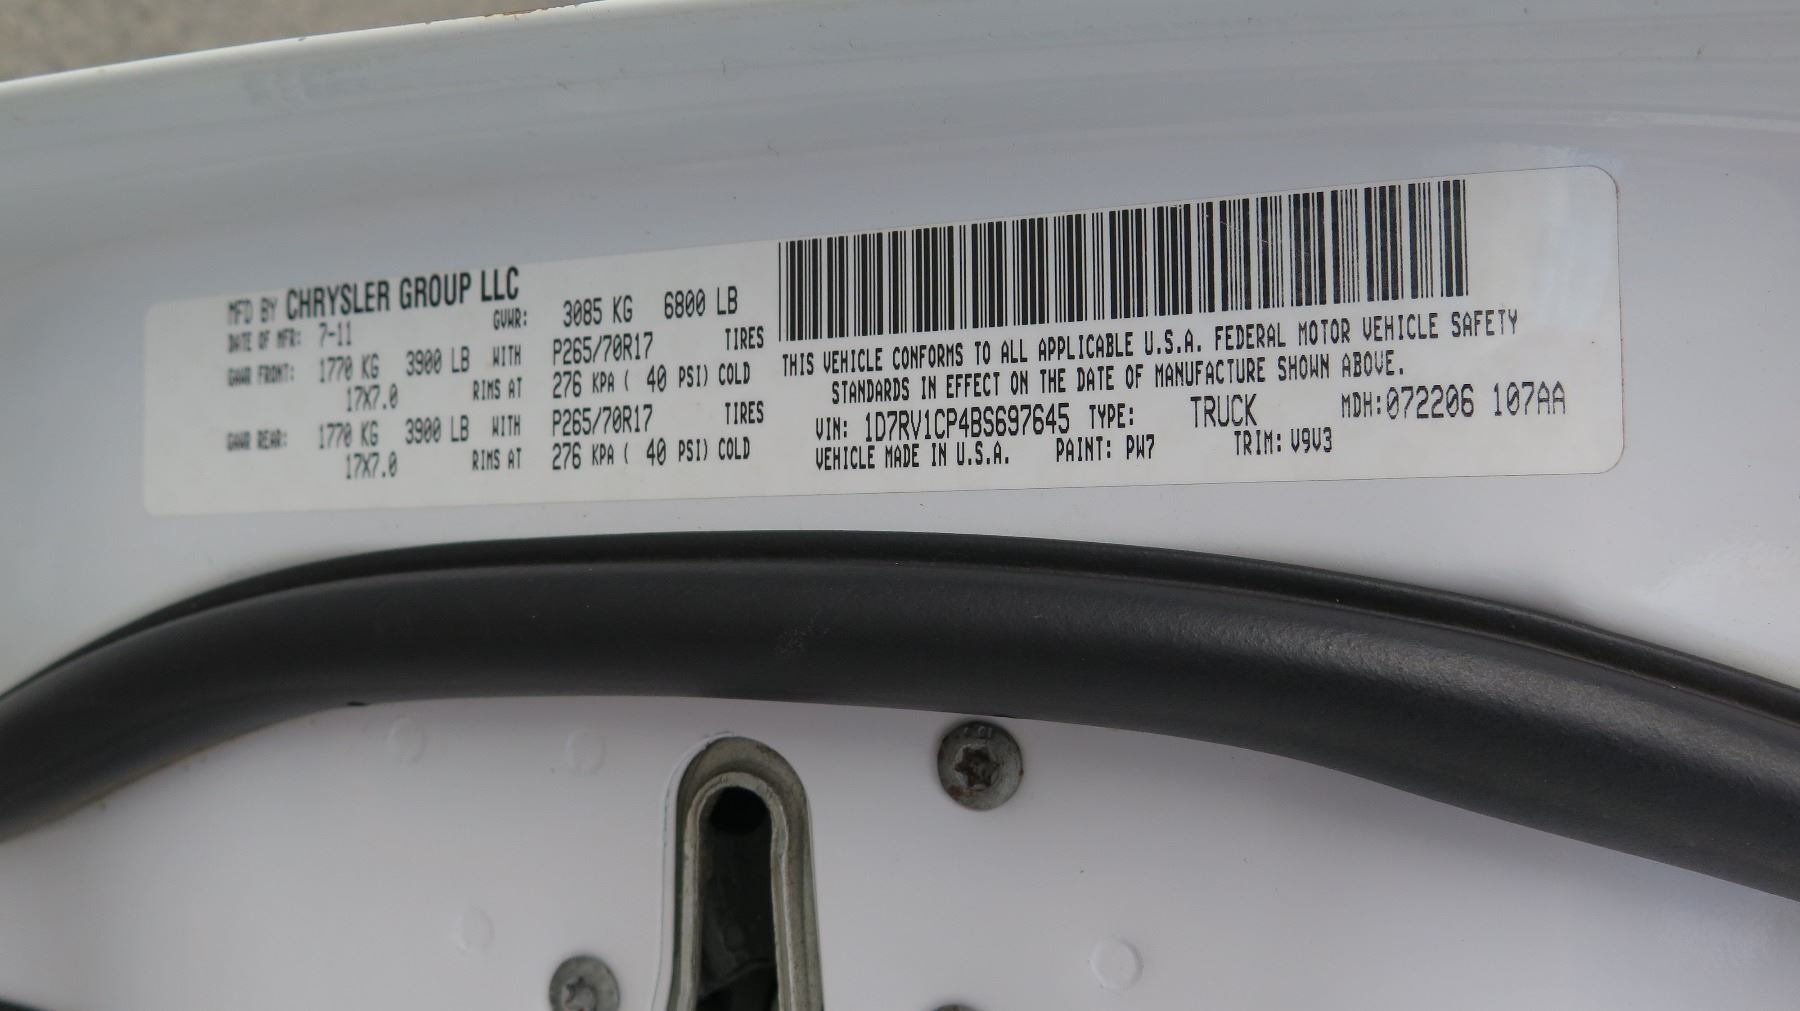 MFD BY CHRYSLER GROUP LLC
DATE OF MFR: 7-11 GVWR: 3085 KG 6800 LB
GAWR FRONT: 1770 KG 3900 LB WITH P265/70R17 TIRES
17X7.0 RIMS AT 276 KPA ( 40 PSI) COLD
GAWR REAR: 1770 KG 3900 LB WITH P265/70R17 TIRES
17X7.0 RIMS AT 276 KPA ( 40 PSI) COLD
THIS VEHICLE CONFORMS TO ALL APPLICABLE U.S.A. FEDERAL MOTOR VEHICLE SAFETY
STANDARDS IN EFFECT ON THE DATE OF MANUFACTURE SHOWN ABOVE.
VIN: 1D7RV1CP4BS697645 TYPE: TRUCK MDH:072206 107AA
VEHICLE MADE IN U.S.A. PAINT: PW7 TRIM: V9V3